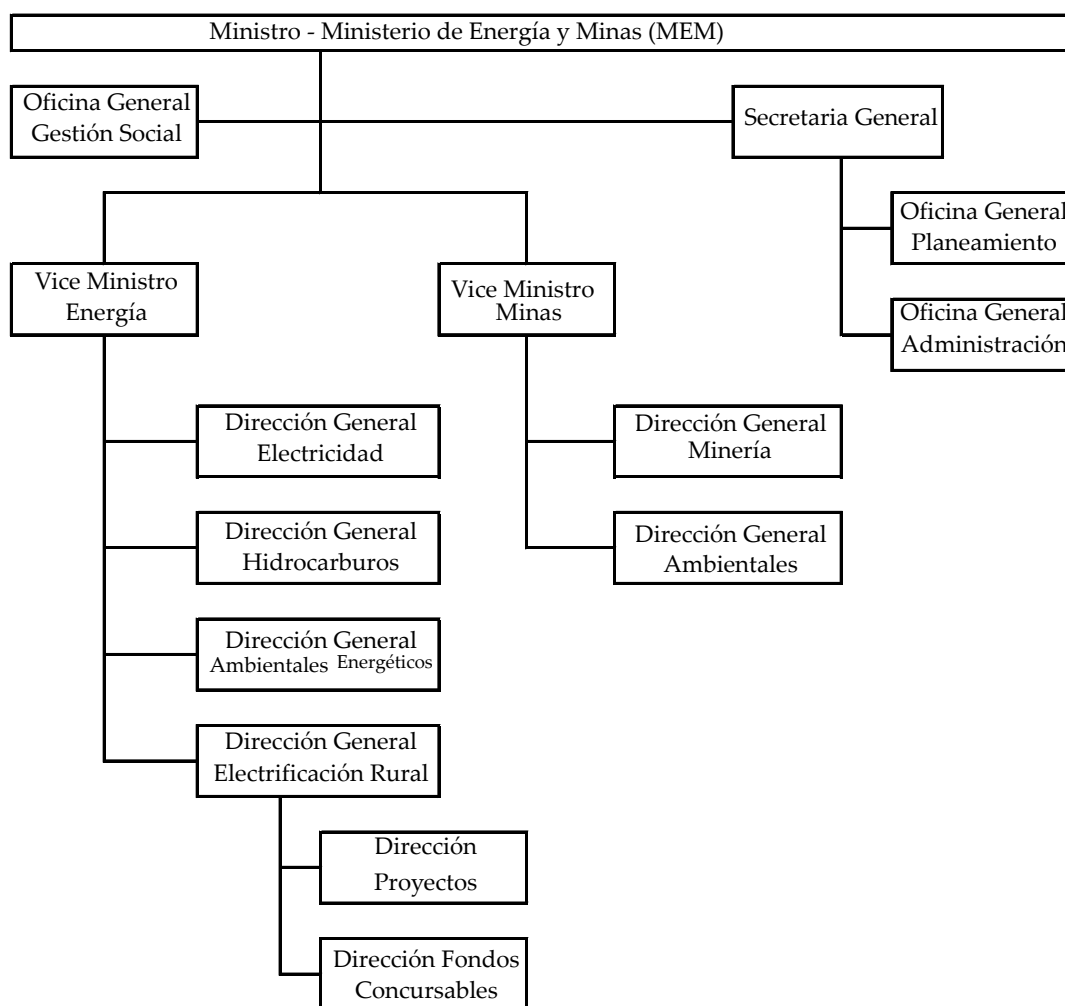 Ministro - Ministerio de Energía y Minas (MEM)
Oficina General
Gestión Social
Secretaria General
Oficina General
Planeamiento
Oficina General
Administración
Vice Ministro
Energía
Vice Ministro
Minas
Dirección General
Electricidad
Dirección General
Hidrocarburos
Dirección General
Ambientales Energéticos
Dirección General
Electrificación Rural
Dirección
Proyectos
Dirección Fondos
Concursables
Dirección General
Minería
Dirección General
Ambientales